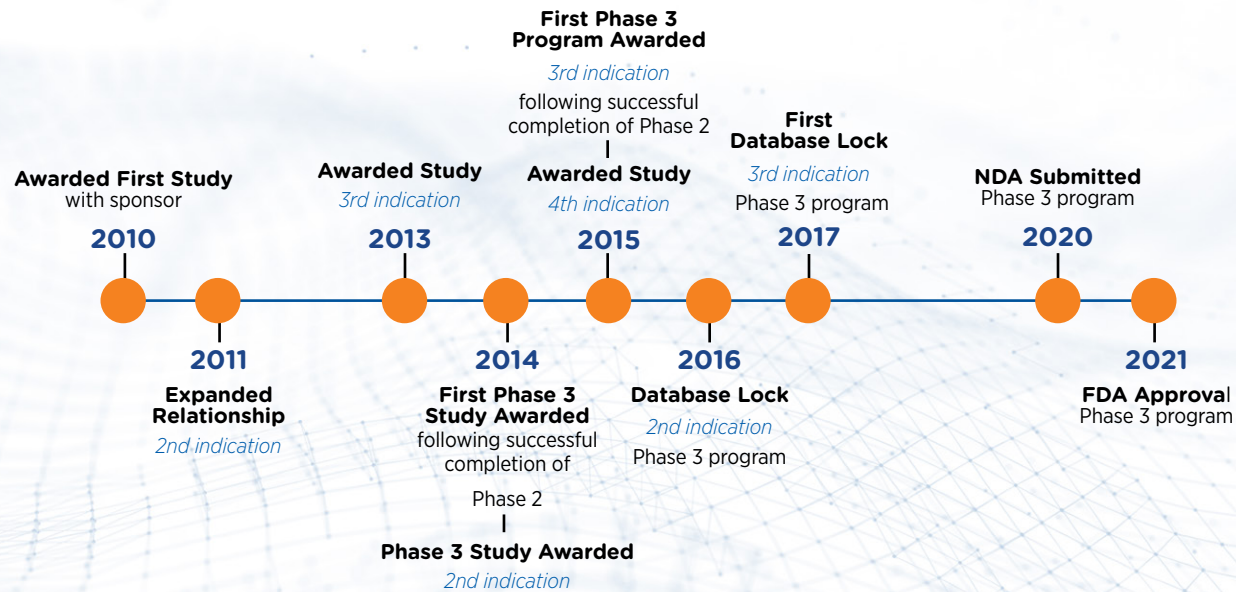 Awarded First Study
with sponsor
2010
2011
Expanded
Relationship
2nd indication
Awarded Study
3rd indication
2013
2014
First Phase 3
Study Awarded
following successful
completion of
Phase 2
Phase 3 Study Awarded
2nd indication
First Phase 3
Program Awarded
3rd indication
following successful
completion of Phase 2
Awarded Study
4th indication
2015
2016
Database Lock
2nd indication
Phase 3 program
First
Database Lock
3rd indication
Phase 3 program
2017
NDA Submitted
Phase 3 program
2020
2021
FDA Approval
Phase 3 program